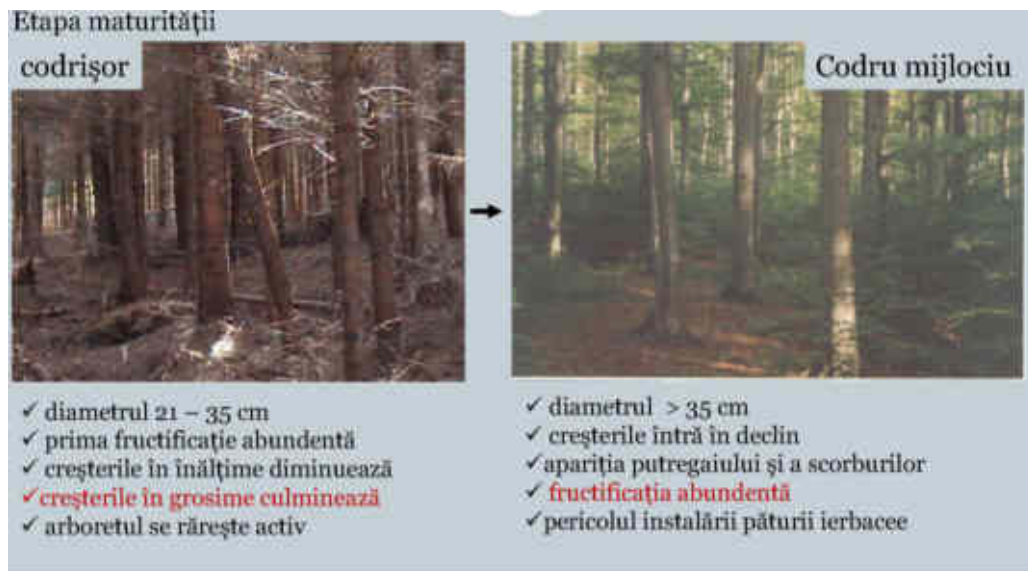 Etapa maturității
codrișor
Codru mijlociu
✓ diametrul 21 – 35 cm
✓ prima fructificație abundentă
✓ creșterile în înălțime diminuează
✓ creșterile în grosime culminează
✓ arboretul se rărește activ
✓ diametrul > 35 cm
✓ creșterile întră în declin
✓ apariția putregaiului și a scorburilor
✓ fructificația abundentă
✓ pericolul instalării păturii ierbacee